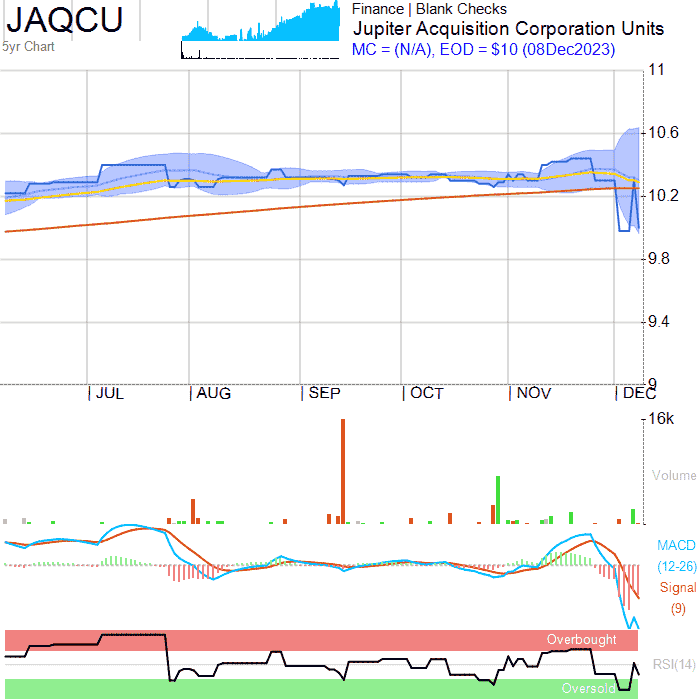 JAQCU
5yr Chart
Finance | Blank Checks
Jupiter Acquisition Corporation Units
MC = (N/A), EOD = $10 (08Dec2023)
11
10.6
10.2
9.8
9.4
9
JUL AUG SEP OCT NOV DEC
16k
Volume
MACD
(12-26)
Signal
(9)
Overbought
RSI(14)
Oversold